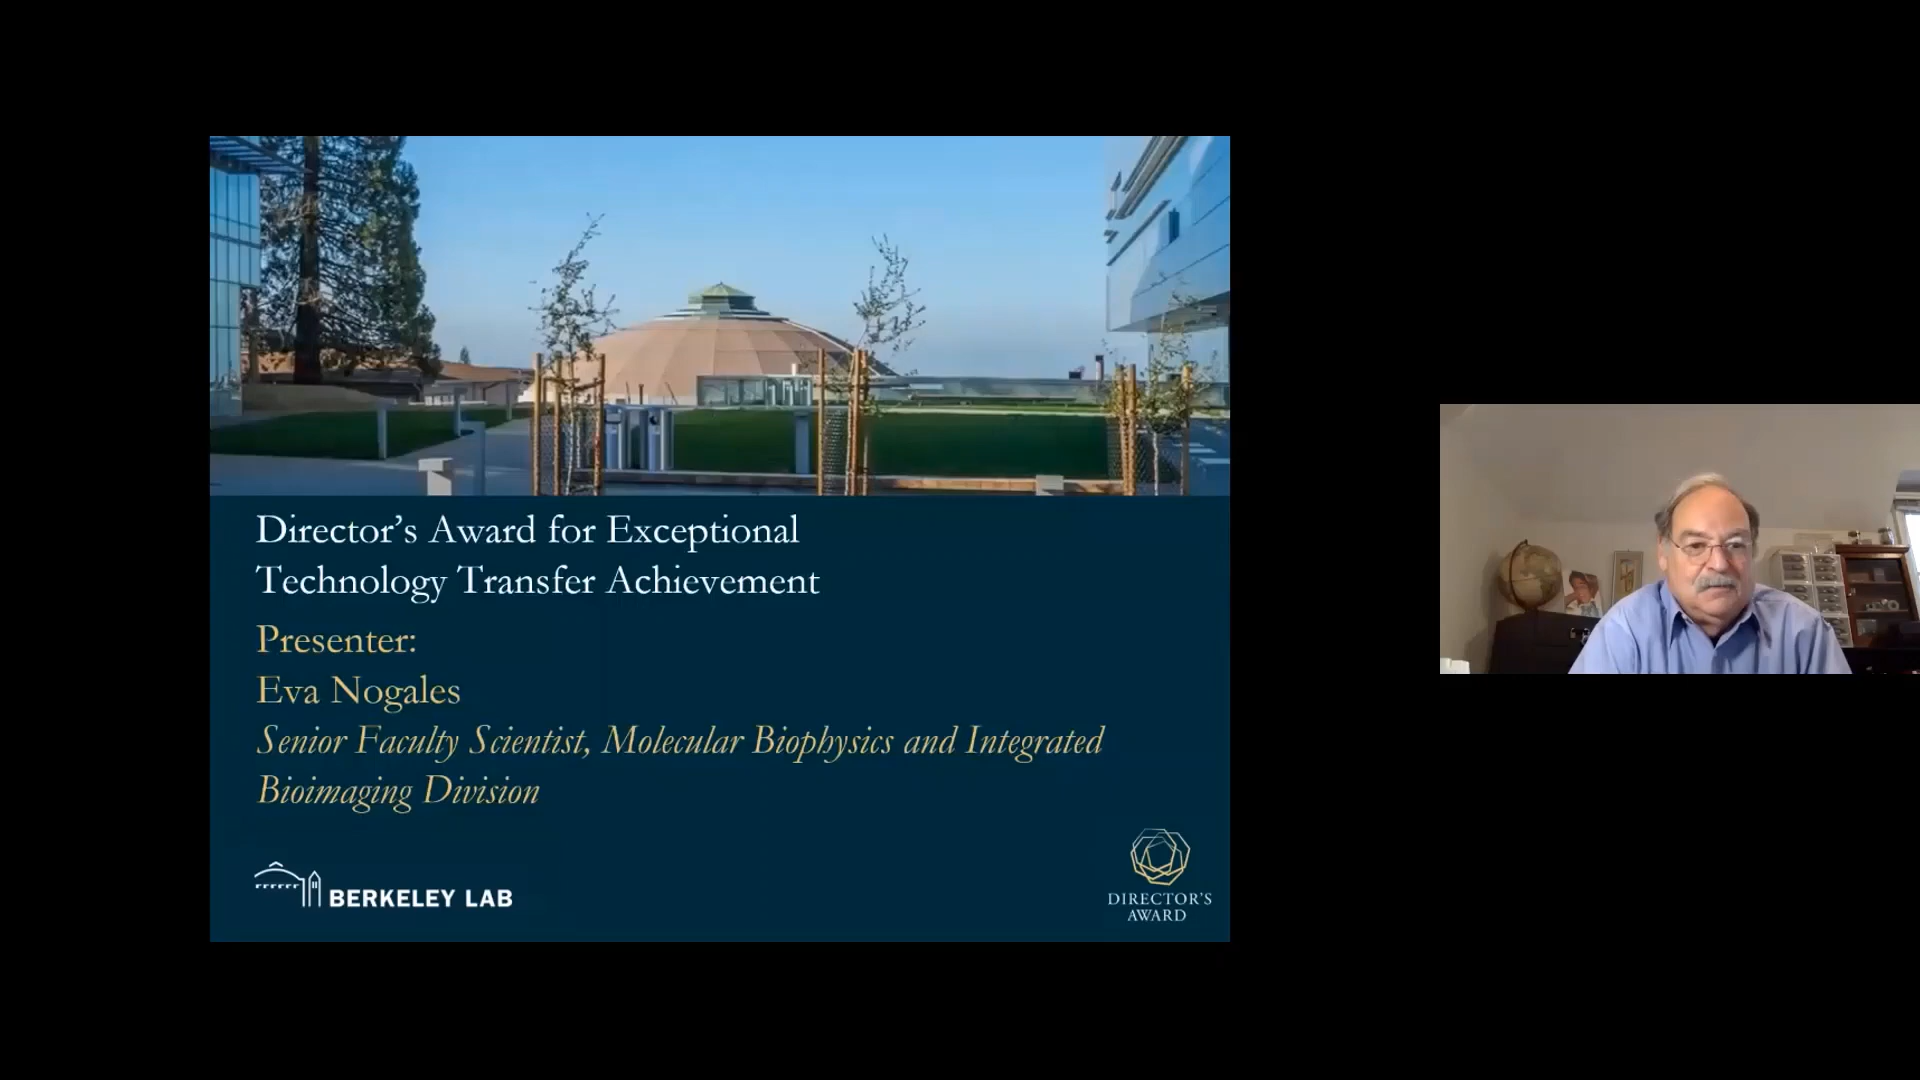 Director’s Award for Exceptional
Technology Transfer Achievement
Presenter:
Eva Nogales
Senior Faculty Scientist, Molecular Biophysics and Integrated
Bioimaging Division
BERKELEY LAB
DIRECTOR’S
AWARD